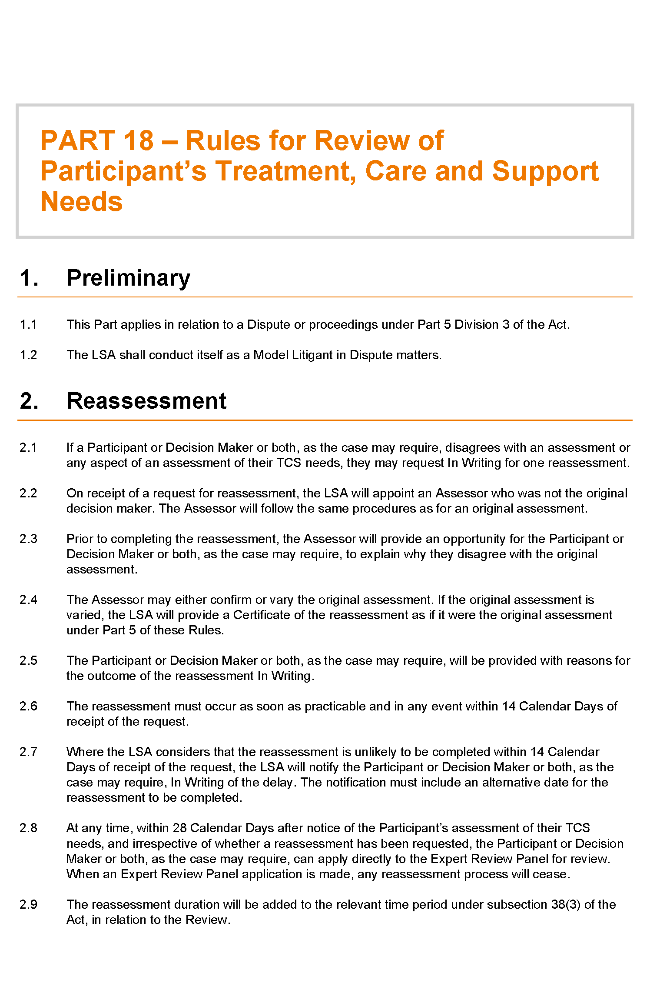 PART 18 – Rules for Review of
Participant’s Treatment, Care and Support
Needs
1. Preliminary
1.1 This Part applies in relation to a Dispute or proceedings under Part 5 Division 3 of the Act.
1.2 The LSA shall conduct itself as a Model Litigant in Dispute matters.
2. Reassessment
2.1 If a Participant or Decision Maker or both, as the case may require, disagrees with an assessment or
any aspect of an assessment of their TCS needs, they may request In Writing for one reassessment.
2.2 On receipt of a request for reassessment, the LSA will appoint an Assessor who was not the original
decision maker. The Assessor will follow the same procedures as for an original assessment.
2.3 Prior to completing the reassessment, the Assessor will provide an opportunity for the Participant or
Decision Maker or both, as the case may require, to explain why they disagree with the original
assessment.
2.4 The Assessor may either confirm or vary the original assessment. If the original assessment is
varied, the LSA will provide a Certificate of the reassessment as if it were the original assessment
under Part 5 of these Rules.
2.5 The Participant or Decision Maker or both, as the case may require, will be provided with reasons for
the outcome of the reassessment In Writing.
2.6 The reassessment must occur as soon as practicable and in any event within 14 Calendar Days of
receipt of the request.
2.7 Where the LSA considers that the reassessment is unlikely to be completed within 14 Calendar
Days of receipt of the request, the LSA will notify the Participant or Decision Maker or both, as the
case may require, In Writing of the delay. The notification must include an alternative date for the
reassessment to be completed.
2.8 At any time, within 28 Calendar Days after notice of the Participant’s assessment of their TCS
needs, and irrespective of whether a reassessment has been requested, the Participant or Decision
Maker or both, as the case may require, can apply directly to the Expert Review Panel for review.
When an Expert Review Panel application is made, any reassessment process will cease.
2.9 The reassessment duration will be added to the relevant time period under subsection 38(3) of the
Act, in relation to the Review.